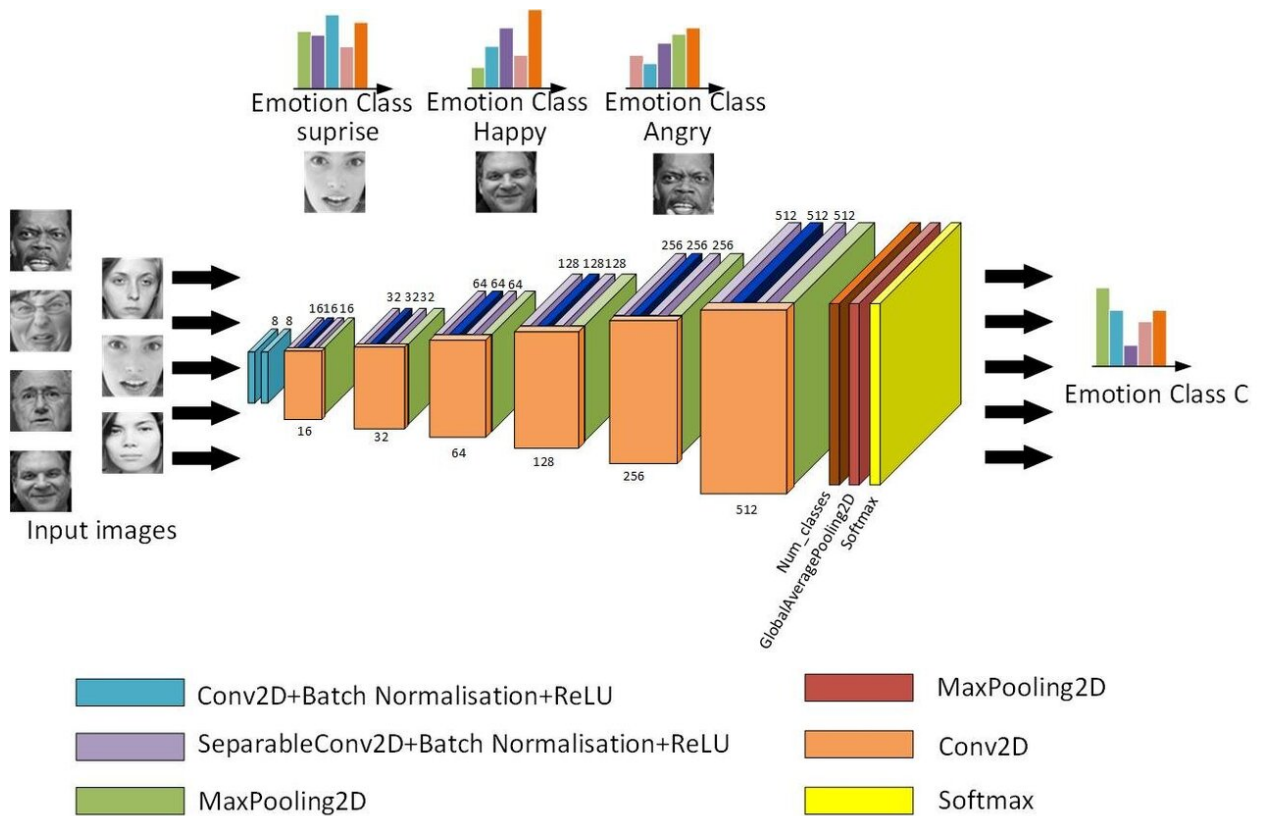 Emotion Class
suprise
Emotion Class
Happy
Emotion Class
Angry
8 8
16 16 16
32 32 32
64 64 64
128 128 128
256 256 256
512 512 512
16
32
64
128
256
512
Input images
Num_classes
GlobalAveragePooling2D
Softmax
Emotion Class C
Conv2D+Batch Normalisation+ReLU
SeparableConv2D+Batch Normalisation+ReLU
MaxPooling2D
MaxPooling2D
Conv2D
Softmax